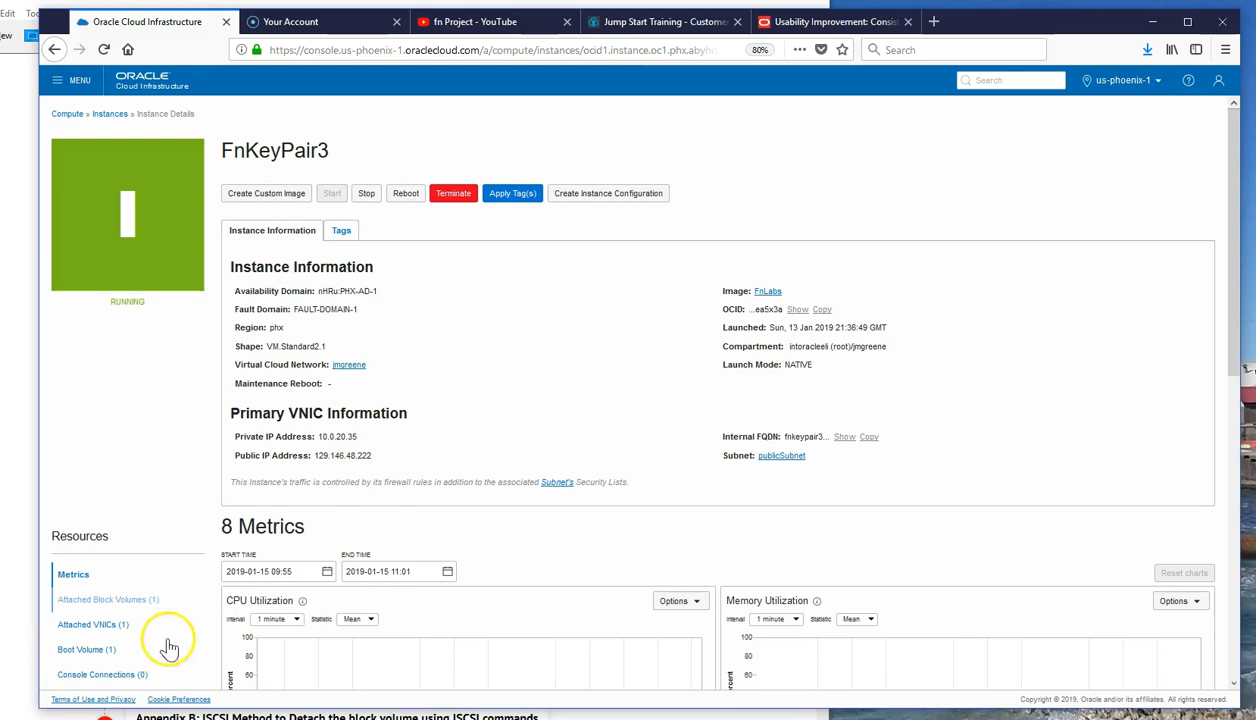 Edit
Too
ew
Oracle Cloud Infrastructure
Your Account
fn Project - YouTube
Jump Start Training - Custome
Usability Improvement: Consist
https://console.us-phoenix-1.oraclecloud.com/a/compute/instances/ocid1.instance.oc1.phx.abyho
80%
Search
MENU
ORACLE
Cloud Infrastructure
Search
us-phoenix-1
Compute » Instances » Instance Details
FnKeyPair3
Create Custom Image
Start
Stop
Reboot
Terminate
Apply Tag(s)
Create Instance Configuration
RUNNING
Instance Information
Tags
Instance Information
Availability Domain: nHRu:PHX-AD-1
Fault Domain: FAULT-DOMAIN-1
Region: phx
Shape: VM.Standard2.1
Virtual Cloud Network: jmgreene
Maintenance Reboot: -
Image: FnLabs
OCID: ...ea5x3a Show Copy
Launched: Sun, 13 Jan 2019 21:36:49 GMT
Compartment: intoracleeli (root)/jmgreene
Launch Mode: NATIVE
Primary VNIC Information
Private IP Address: 10.0.20.35
Public IP Address: 129.146.48.222
Internal FQDN: fnkeypair3... Show Copy
Subnet: publicSubnet
This Instance's traffic is controlled by its firewall rules in addition to the associated Subnet's Security Lists.
Resources
Metrics
Attached Block Volumes (1)
Attached VNICs (1)
Boot Volume (1)
Console Connections (0)
8 Metrics
START TIME
2019-01-15 09:55
END TIME
2019-01-15 11:01
Reset charts
CPU Utilization
Options
Interval 1 minute Statistic Mean
100
80
60
percent
Memory Utilization
Options
Interval 1 minute Statistic Mean
100
80
60
percent
Terms of Use and Privacy
Cookie Preferences
Copyright © 2019, Oracle and/or its affiliates. All rights reserved.
Appendix B: ISCSI Method to Detach the block volume using ISCSI commands